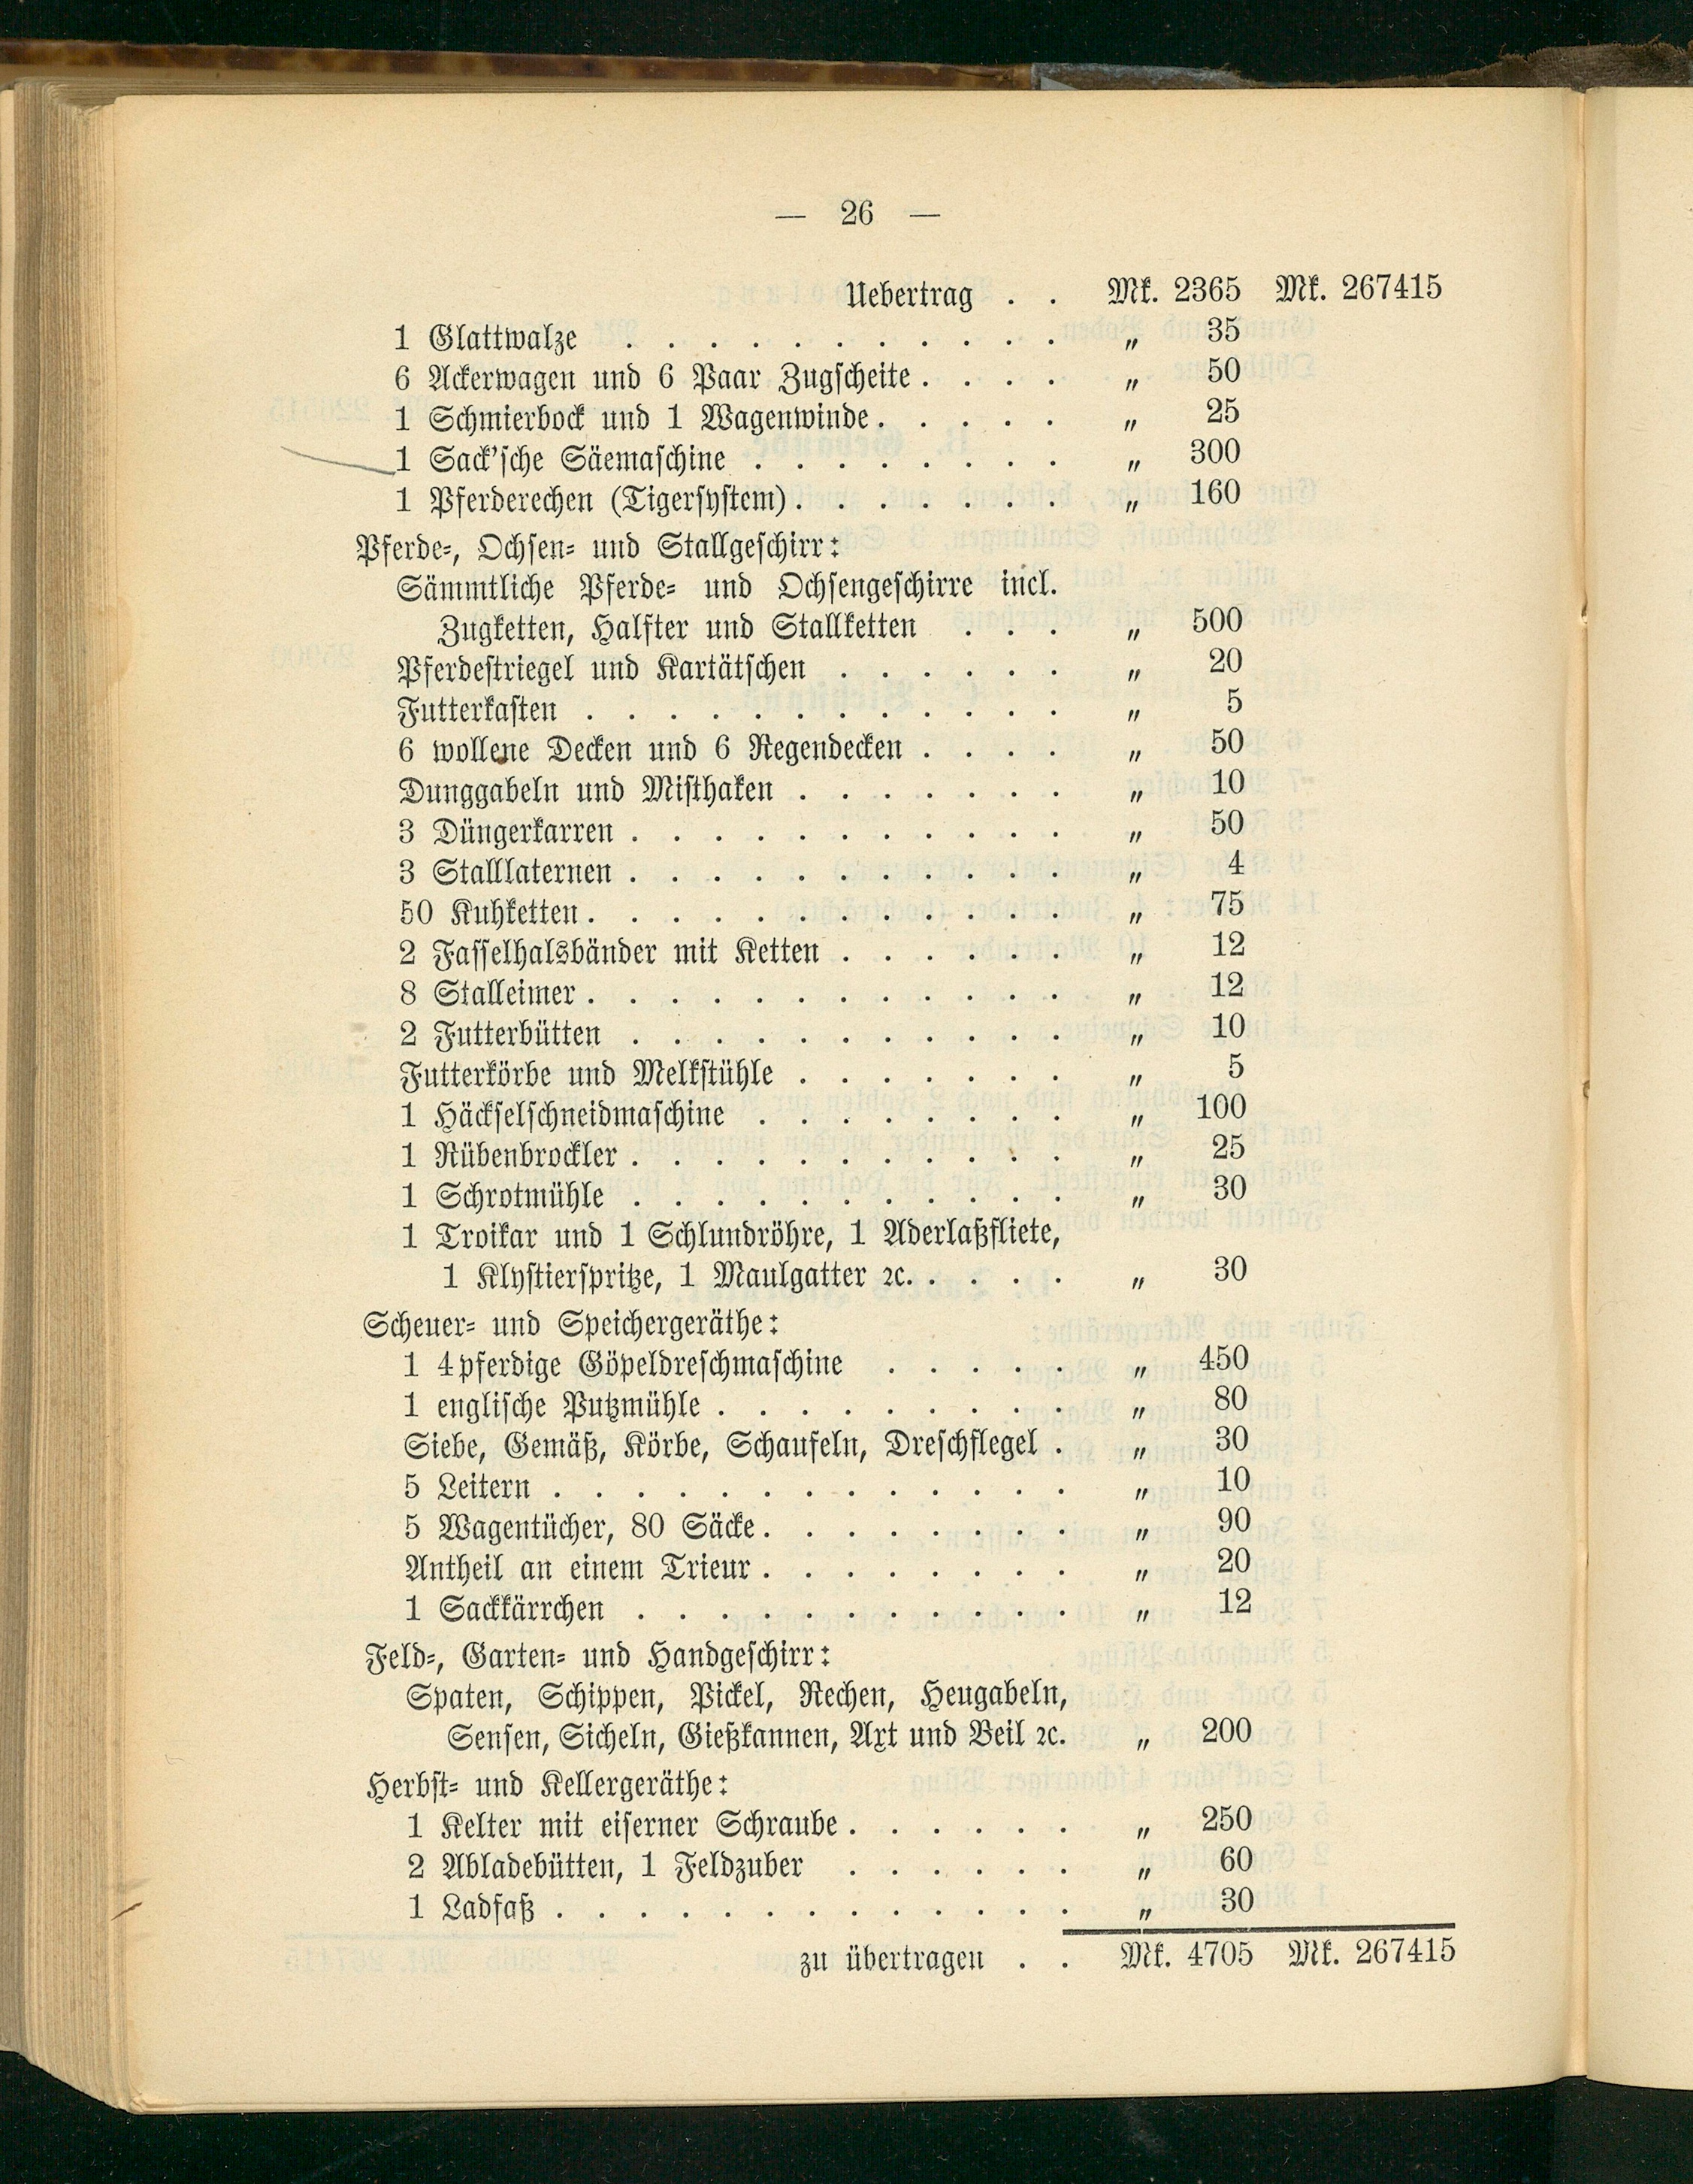 — 26 —
Uebertrag . . Mk. 2365 Mk. 267415
1 Glattwalze . . . . . . . . . . . „ 35
6 Ackerwagen und 6 Paar Zugscheite . . . . „ 50
1 Schmierbock und 1 Wagenwinde . . . . . „ 25
1 Sack'sche Säemaschine . . . . . . . . „ 300
1 Pferderechen (Tigersystem) . . . . . . . „ 160
Pferde-, Ochsen- und Stallgeschirr:
Sämmtliche Pferde- und Ochsengeschirre incl.
Zugketten, Halfter und Stallketten . . . „ 500
Pferdestriegel und Kartätschen . . . . . . „ 20
Futterkasten . . . . . . . . . . . . „ 5
6 wollene Decken und 6 Regendecken . . . . „ 50
Dunggabeln und Misthaken . . . . . . . „ 10
3 Düngerkarren . . . . . . . . . . . „ 50
3 Stalllaternen . . . . . . . . . . . „ 4
50 Kuhketten . . . . . . . . . . . . „ 75
2 Fasselhalsbänder mit Ketten . . . . . . „ 12
8 Stalleimer . . . . . . . . . . . . „ 12
2 Futterbütten . . . . . . . . . . . „ 10
Futterkörbe und Melkstühle . . . . . . . „ 5
1 Häckselschneidmaschine . . . . . . . . „ 100
1 Rübenbrockler . . . . . . . . . . . „ 25
1 Schrotmühle . . . . . . . . . . . „ 30
1 Troikar und 1 Schlundröhre, 1 Aderlaßfliete,
1 Klystierspritze, 1 Maulgatter ꝛc. . . . . „ 30
Scheuer- und Speichergeräthe:
1 4pferdige Göpeldreschmaschine . . . . . „ 450
1 englische Putzmühle . . . . . . . . . „ 80
Siebe, Gemäß, Körbe, Schaufeln, Dreschflegel . „ 30
5 Leitern . . . . . . . . . . . . . „ 10
5 Wagentücher, 80 Säcke . . . . . . . . „ 90
Antheil an einem Trieur . . . . . . . . „ 20
1 Sackkärrchen . . . . . . . . . . . „ 12
Feld-, Garten- und Handgeschirr:
Spaten, Schippen, Pickel, Rechen, Heugabeln,
Sensen, Sicheln, Gießkannen, Axt und Beil ꝛc. „ 200
Herbst- und Kellergeräthe:
1 Kelter mit eiserner Schraube . . . . . . „ 250
2 Abladebütten, 1 Feldzuber . . . . . . „ 60
1 Ladfaß . . . . . . . . . . . . . „ 30
zu übertragen . . Mk. 4705 Mk. 267415